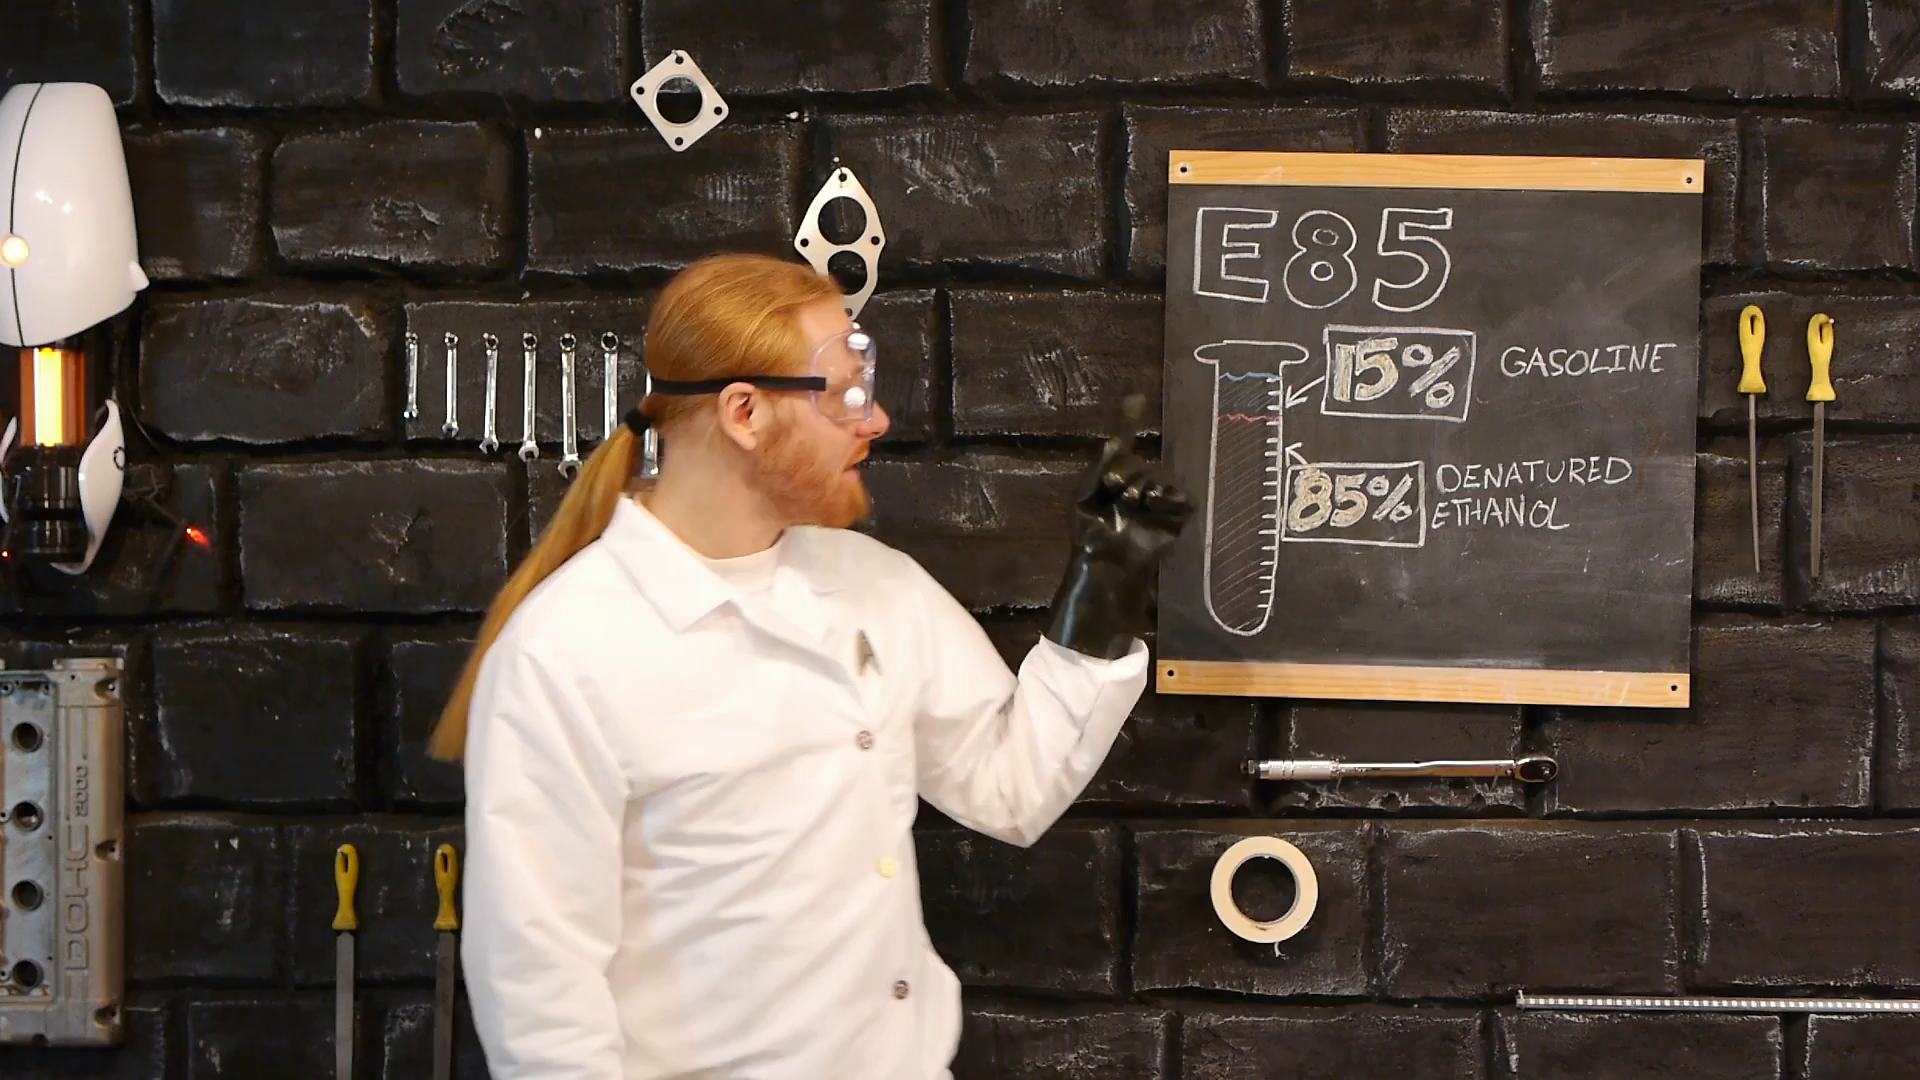 E85
15% GASOLINE
85% DENATURED
ETHANOL
DOHC